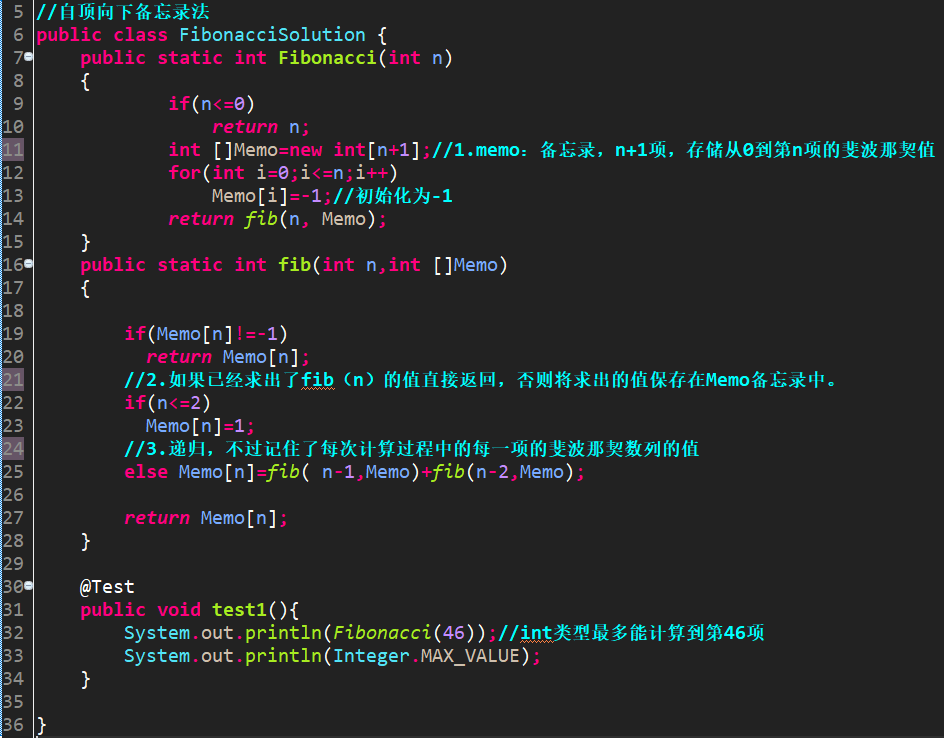 5 //自顶向下备忘录法
6 public class FibonacciSolution {
7     public static int Fibonacci(int n)
8     {
9             if(n<=0)
10                 return n;
11             int []Memo=new int[n+1];//1.memo：备忘录，n+1项，存储从0到第n项的斐波那契值
12             for(int i=0;i<=n;i++)
13                 Memo[i]=-1;//初始化为-1
14             return fib(n, Memo);
15     }
16     public static int fib(int n,int []Memo)
17     {
18
19         if(Memo[n]!=-1)
20           return Memo[n];
21         //2.如果已经求出了fib（n）的值直接返回，否则将求出的值保存在Memo备忘录中。
22         if(n<=2)
23           Memo[n]=1;
24         //3.递归，不过记住了每次计算过程中的每一项的斐波那契数列的值
25         else Memo[n]=fib( n-1,Memo)+fib(n-2,Memo);
26
27         return Memo[n];
28     }
29
30     @Test
31     public void test1(){
32         System.out.println(Fibonacci(46));//int类型最多能计算到第46项
33         System.out.println(Integer.MAX_VALUE);
34     }
35
36 }